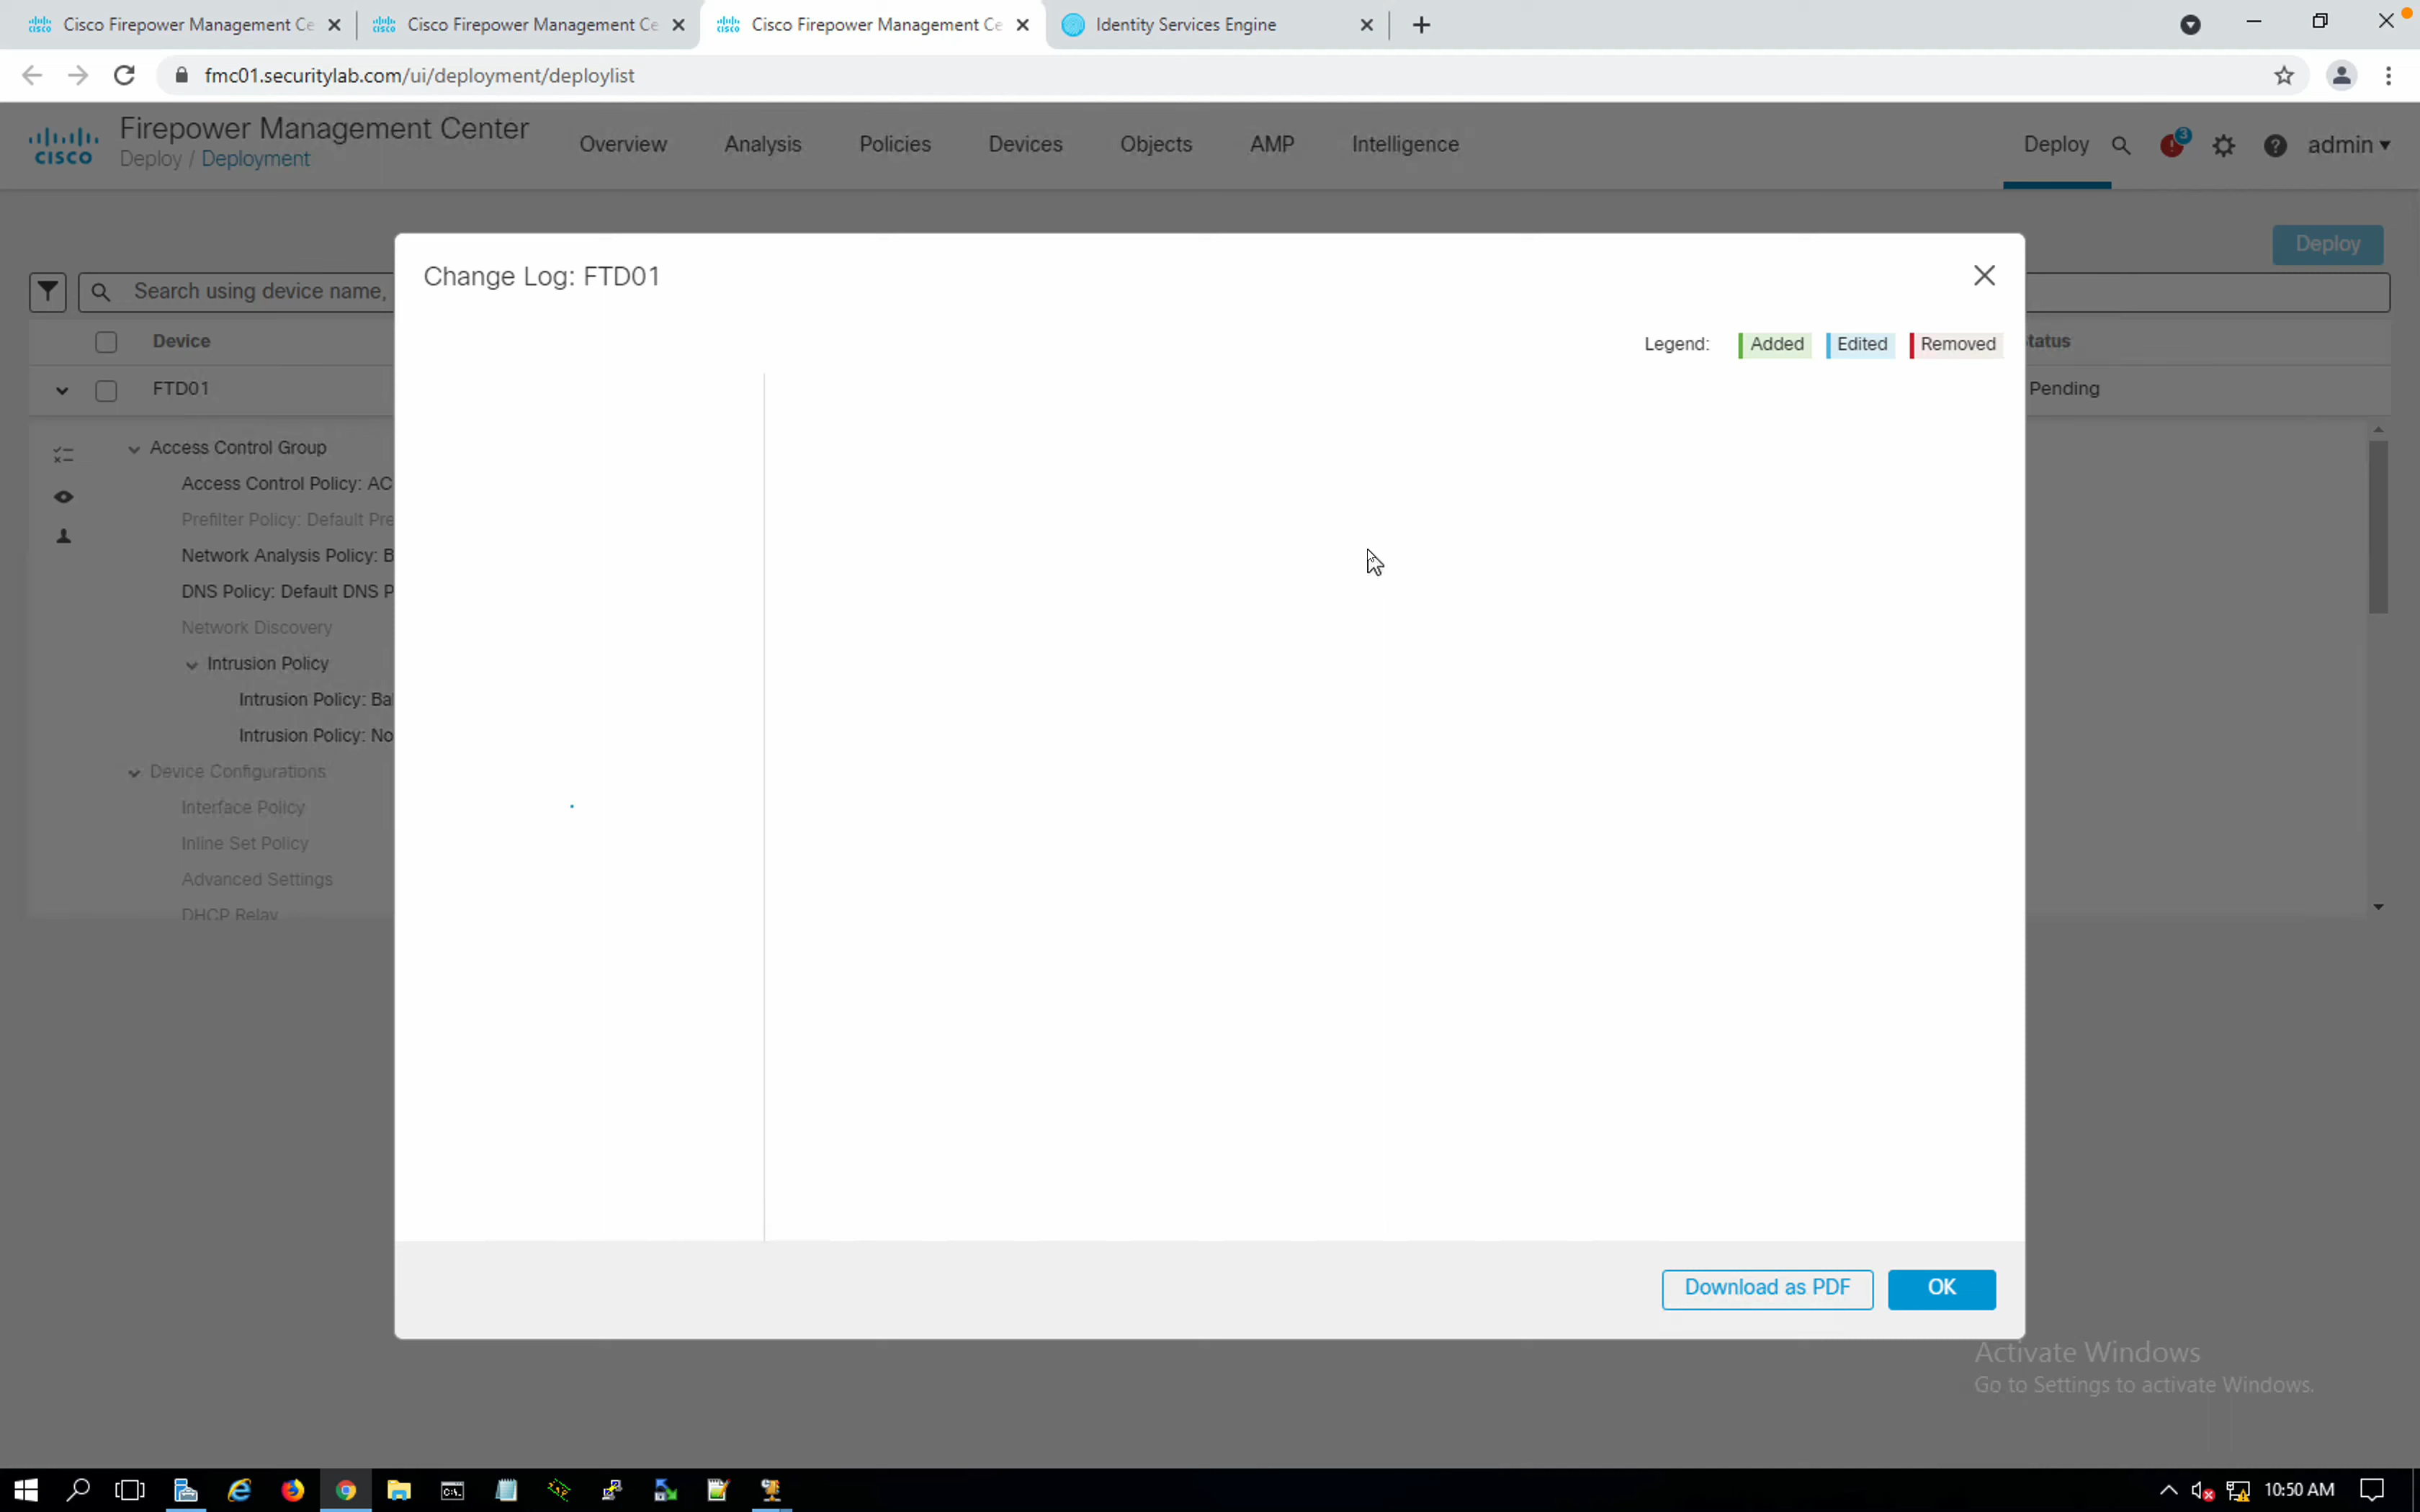 Cisco Firepower Management Ce
Cisco Firepower Management Ce
Cisco Firepower Management Ce
Identity Services Engine
fmc01.securitylab.com/ui/deployment/deploylist
CISCO
Firepower Management Center
Deploy / Deployment
Overview
Analysis
Policies
Devices
Objects
AMP
Intelligence
Deploy
3
admin
Deploy
Search using device name,
Device
tatus
FTD01
Pending
Access Control Group
Access Control Policy: AC
Prefilter Policy: Default Pre
Network Analysis Policy: B
DNS Policy: Default DNS P
Network Discovery
Intrusion Policy
Intrusion Policy: Bal
Intrusion Policy: No
Device Configurations
Interface Policy
Inline Set Policy
Advanced Settings
DHCP Relay
Change Log: FTD01
Legend:
Added
Edited
Removed
Download as PDF
OK
Activate Windows
Go to Settings to activate Windows.
10:50 AM